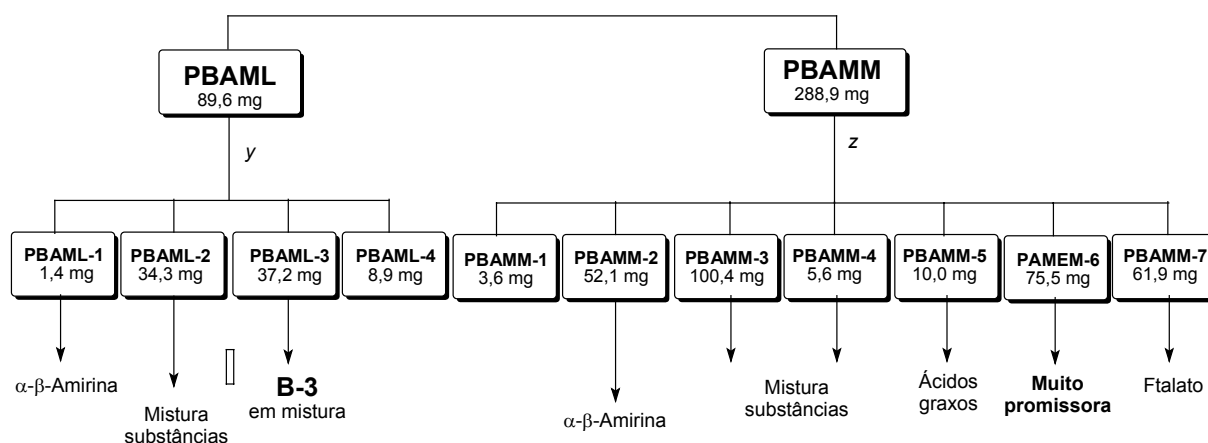 PBAML
89,6 mg
PBAMM
288,9 mg
y
z
PBAML-1
1,4 mg
PBAML-2
34,3 mg
PBAML-3
37,2 mg
PBAML-4
8,9 mg
PBAMM-1
3,6 mg
PBAMM-2
52,1 mg
PBAMM-3
100,4 mg
PBAMM-4
5,6 mg
PBAMM-5
10,0 mg
PAMEM-6
75,5 mg
PBAMM-7
61,9 mg
α-β-Amirina
Mistura
substâncias
B-3
em mistura
α-β-Amirina
Mistura
substâncias
Ácidos
graxos
Muito
promissora
Ftalato